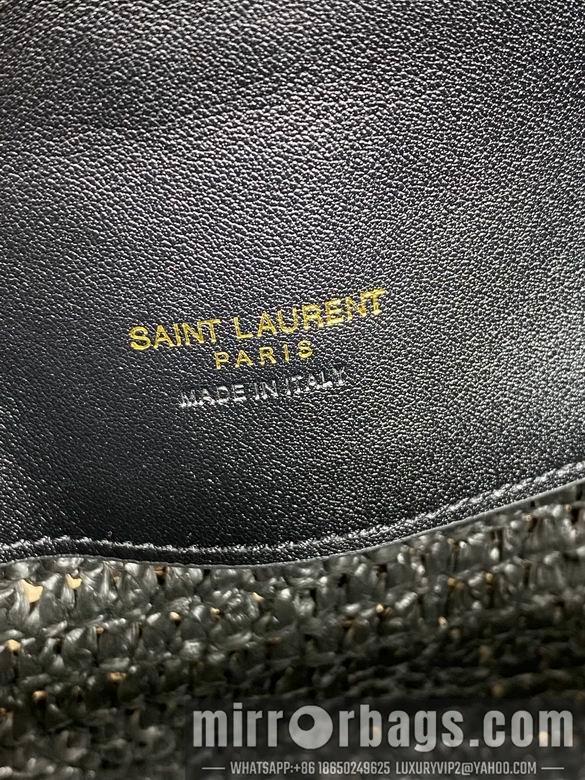 SAINT LAURENT
PARIS
MADE IN ITALY
mirrorbags.com
WHATSAPP:+86 18650249625 LUXURYVIP2@YAHOO.COM